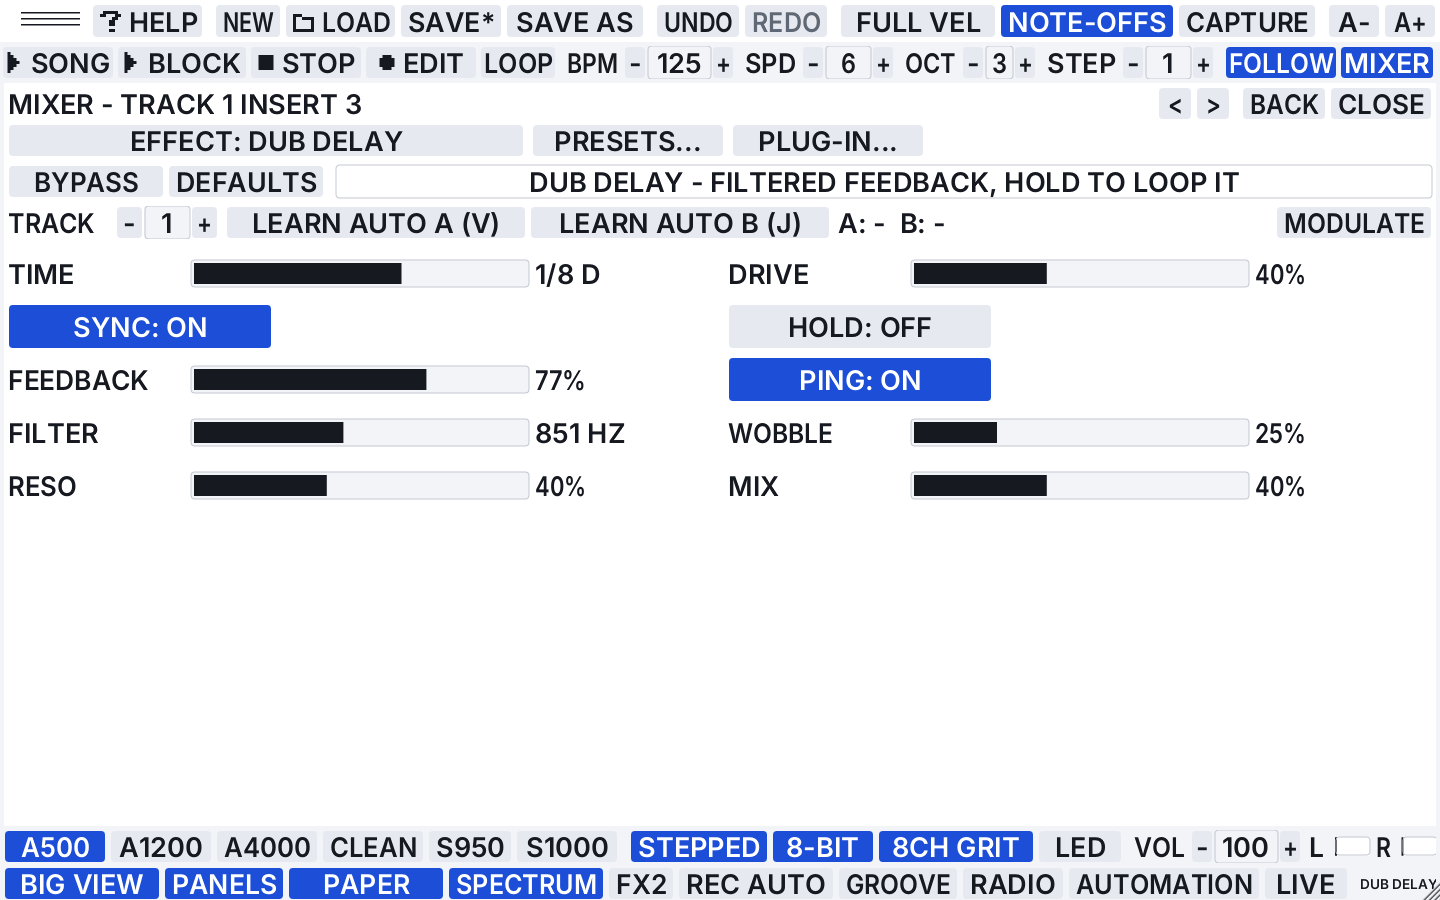 HELP NEW LOAD SAVE* SAVE AS UNDO REDO FULL VEL NOTE-OFFS CAPTURE A- A+
SONG BLOCK STOP EDIT LOOP BPM - 125 + SPD - 6 + OCT - 3 + STEP - 1 + FOLLOW MIXER
MIXER - TRACK 1 INSERT 3 < > BACK CLOSE
EFFECT: DUB DELAY PRESETS... PLUG-IN...
BYPASS DEFAULTS DUB DELAY - FILTERED FEEDBACK, HOLD TO LOOP IT
TRACK - 1 + LEARN AUTO A (V) LEARN AUTO B (J) A: - B: - MODULATE
TIME 1/8 D DRIVE 40%
SYNC: ON HOLD: OFF
FEEDBACK 77% PING: ON
FILTER 851 HZ WOBBLE 25%
RESO 40% MIX 40%
A500 A1200 A4000 CLEAN S950 S1000 STEPPED 8-BIT 8CH GRIT LED VOL - 100 + L R
BIG VIEW PANELS PAPER SPECTRUM FX2 REC AUTO GROOVE RADIO AUTOMATION LIVE DUB DELAY